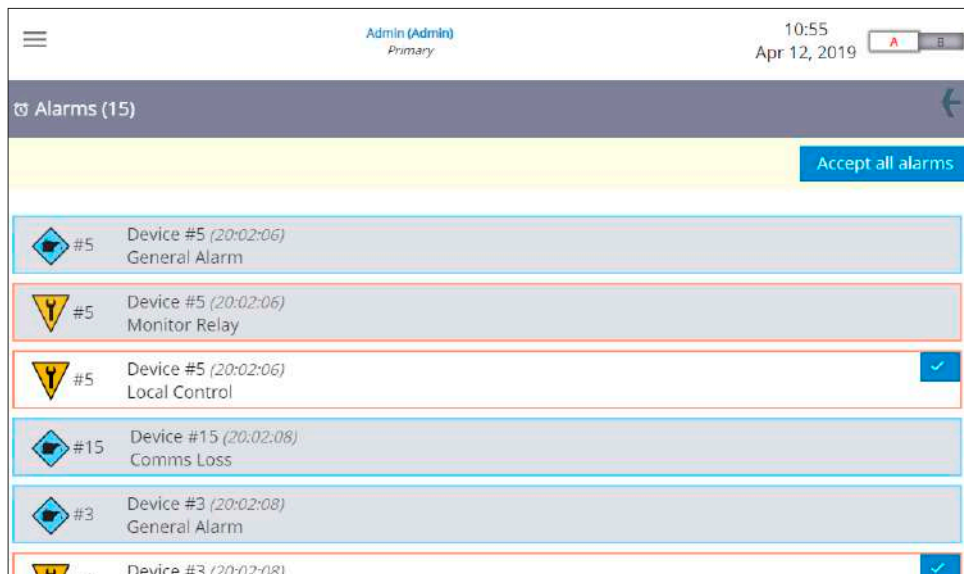 Admin (Admin)
Primary
10:55
Apr 12, 2019
A B
Alarms (15)
Accept all alarms
#5 Device #5 (20:02:06)
General Alarm
#5 Device #5 (20:02:06)
Monitor Relay
#5 Device #5 (20:02:06)
Local Control
#15 Device #15 (20:02:08)
Comms Loss
#3 Device #3 (20:02:08)
General Alarm
Device #3 (20:02:08)